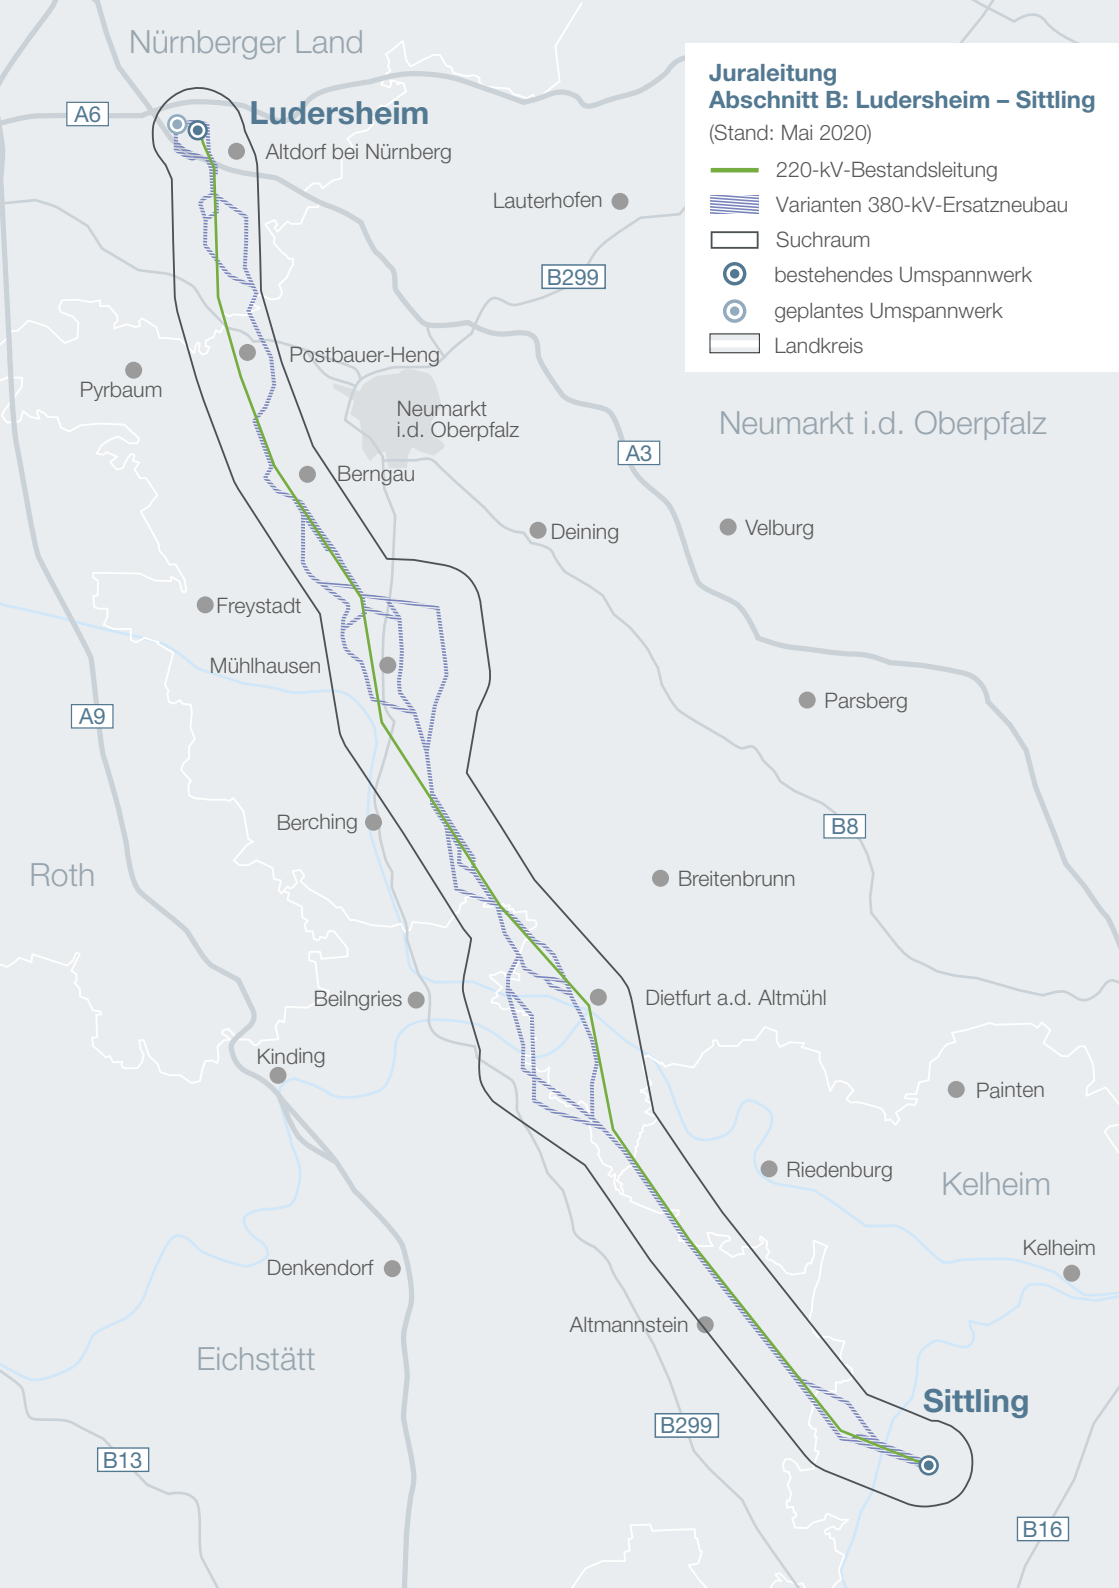 Nürnberger Land
Juraleitung
Abschnitt B: Ludersheim – Sittling
(Stand: Mai 2020)
220-kV-Bestandsleitung
Varianten 380-kV-Ersatzneubau
Suchraum
bestehendes Umspannwerk
geplantes Umspannwerk
Landkreis
A6
Ludersheim
Altdorf bei Nürnberg
Lauterhofen
B299
Postbauer-Heng
Pyrbaum
Neumarkt
i.d. Oberpfalz
Neumarkt i.d. Oberpfalz
A3
Berngau
Deining
Velburg
Freystadt
Mühlhausen
Parsberg
A9
Berching
B8
Roth
Breitenbrunn
Beilngries
Dietfurt a.d. Altmühl
Kinding
Painten
Riedenburg
Kelheim
Kelheim
Denkendorf
Altmannstein
Eichstätt
Sittling
B299
B13
B16